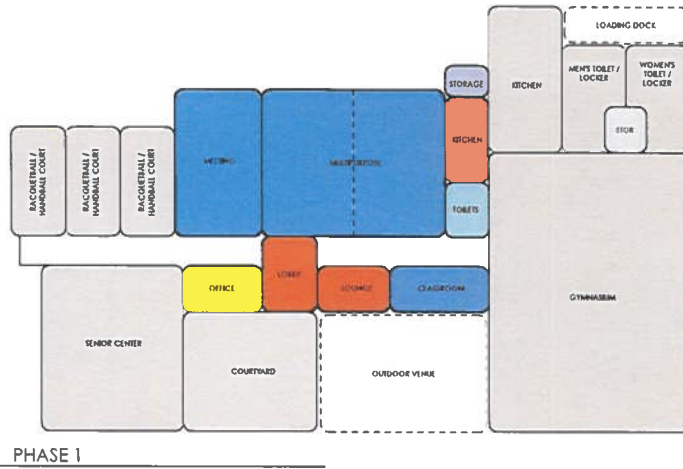 LOADING DOCK
KITCHEN
MEN'S TOILET /
LOCKER
WOMEN'S
TOILET /
LOCKER
STORAGE
STOR
KITCHEN
MEETING
RACQUETBALL /
HANDBALL COURT
RACQUETBALL /
HANDBALL COURT
RACQUETBALL /
HANDBALL COURT
TOILETS
LOBBY
OFFICE
LOUNGE
CLASSROOM
GYMNASIUM
SENIOR CENTER
COURTYARD
OUTDOOR VENUE
PHASE 1